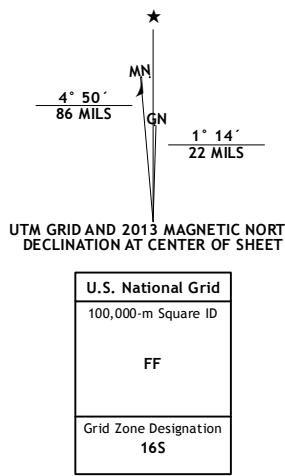 ★
MN
GN
4° 50´
86 MILS
1° 14´
22 MILS
UTM GRID AND 2013 MAGNETIC NORT
DECLINATION AT CENTER OF SHEET
U.S. National Grid
100,000-m Square ID
FF
Grid Zone Designation
16S